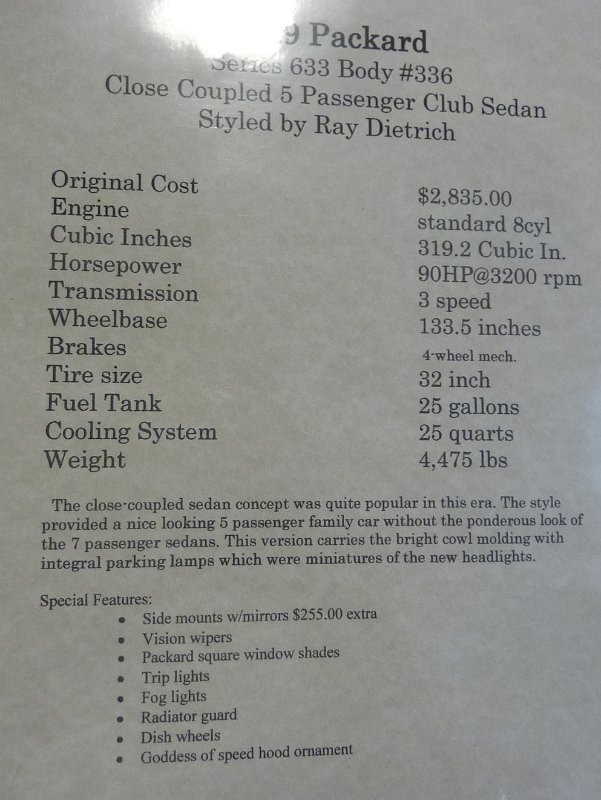 9 Packard
Series 633 Body #336
Close Coupled 5 Passenger Club Sedan
Styled by Ray Dietrich
Original Cost $2,835.00
Engine standard 8cyl
Cubic Inches 319.2 Cubic In.
Horsepower 90HP@3200 rpm
Transmission 3 speed
Wheelbase 133.5 inches
Brakes 4-wheel mech.
Tire size 32 inch
Fuel Tank 25 gallons
Cooling System 25 quarts
Weight 4,475 lbs
The close-coupled sedan concept was quite popular in this era. The style
provided a nice looking 5 passenger family car without the ponderous look of
the 7 passenger sedans. This version carries the bright cowl molding with
integral parking lamps which were miniatures of the new headlights.
Special Features:
• Side mounts w/mirrors $255.00 extra
• Vision wipers
• Packard square window shades
• Trip lights
• Fog lights
• Radiator guard
• Dish wheels
• Goddess of speed hood ornament